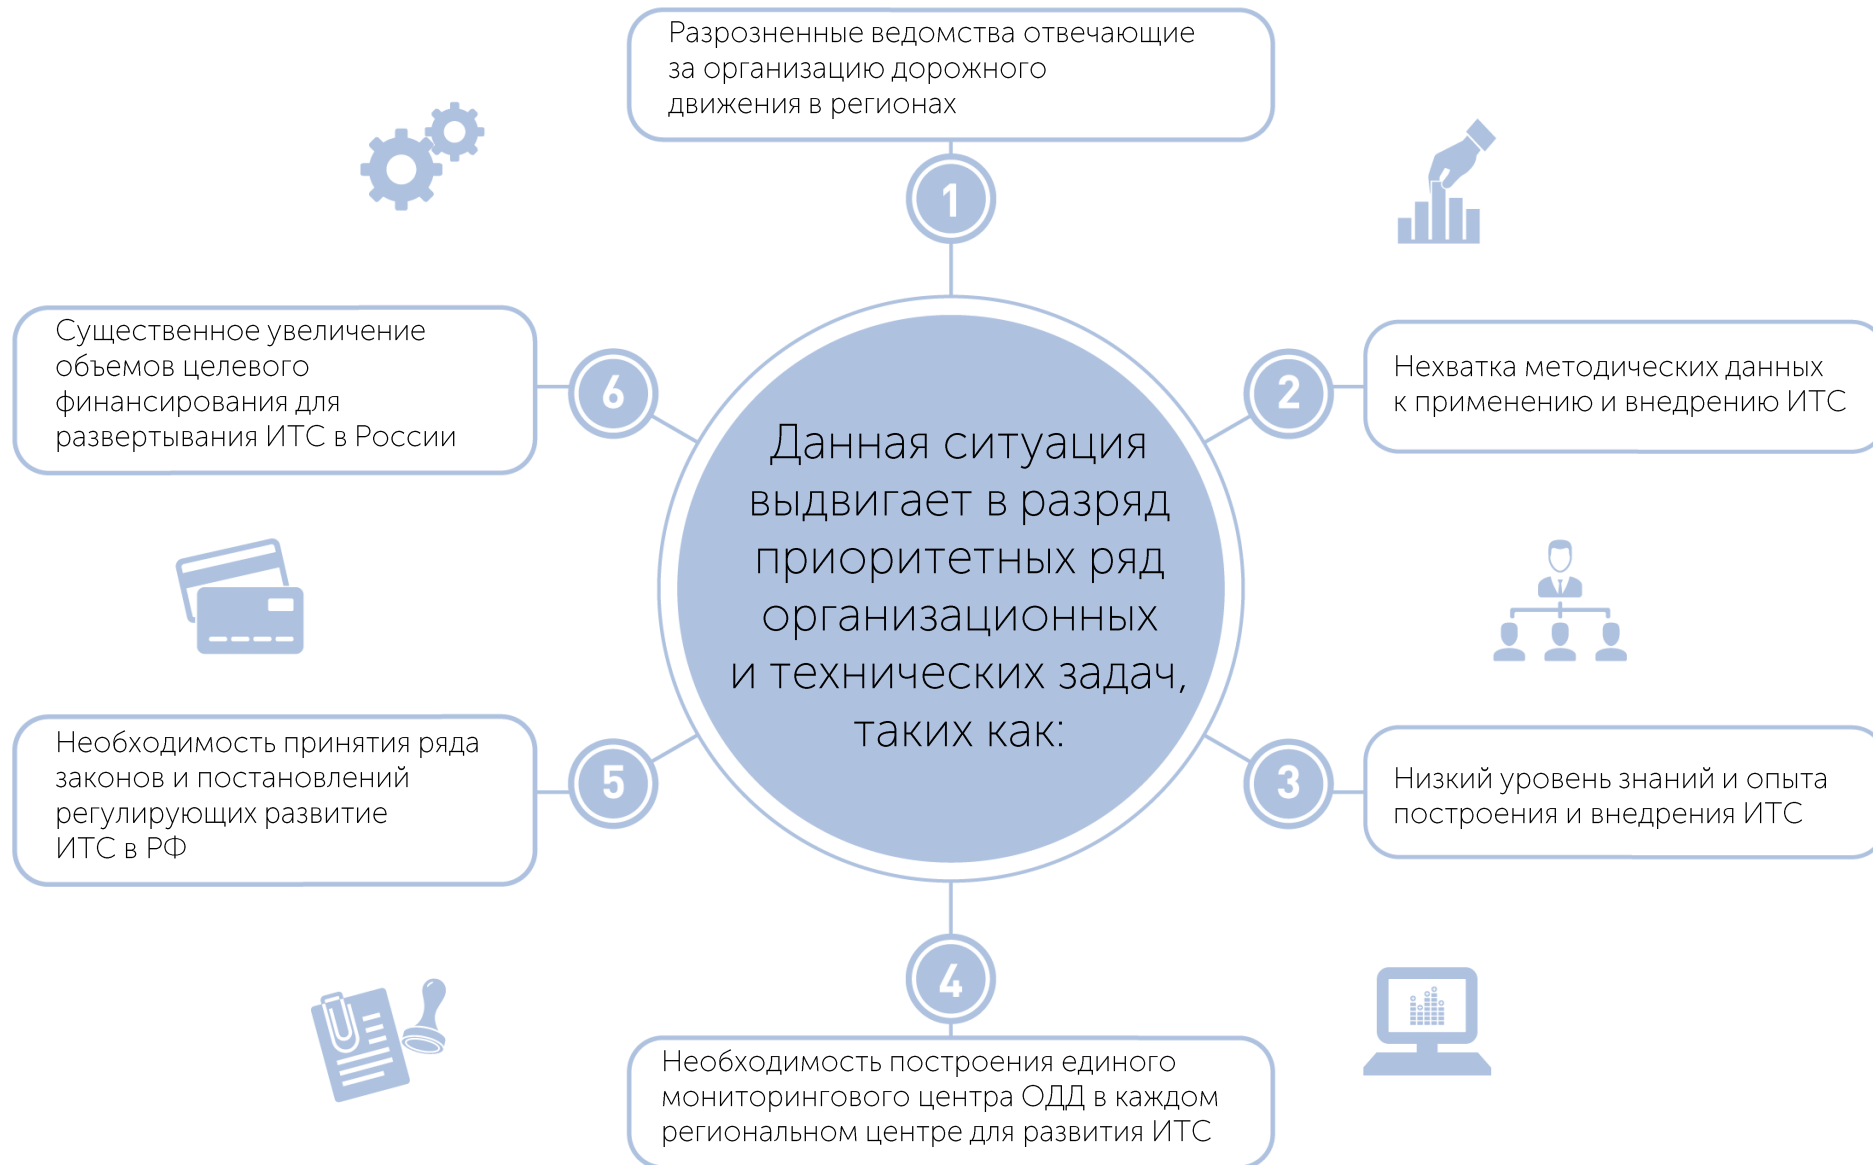 Разрозненные ведомства отвечающие
за организацию дорожного
движения в регионах
1
2
Нехватка методических данных
к применению и внедрению ИТС
3
Низкий уровень знаний и опыта
построения и внедрения ИТС
4
Необходимость построения единого
мониторингового центра ОДД в каждом
региональном центре для развития ИТС
5
Необходимость принятия ряда
законов и постановлений
регулирующих развитие
ИТС в РФ
6
Существенное увеличение
объемов целевого
финансирования для
развертывания ИТС в России
Данная ситуация
выдвигает в разряд
приоритетных ряд
организационных
и технических задач,
таких как: